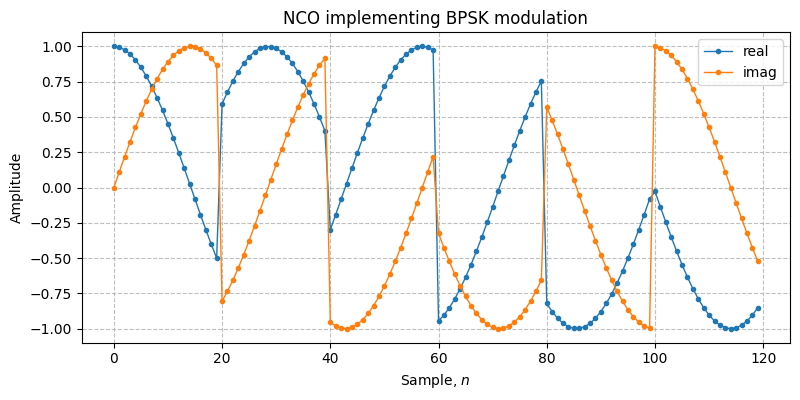 NCO implementing BPSK modulation
real
imag
1.00
0.75
0.50
0.25
0.00
−0.25
−0.50
−0.75
−1.00
Amplitude
0 20 40 60 80 100 120
Sample, n